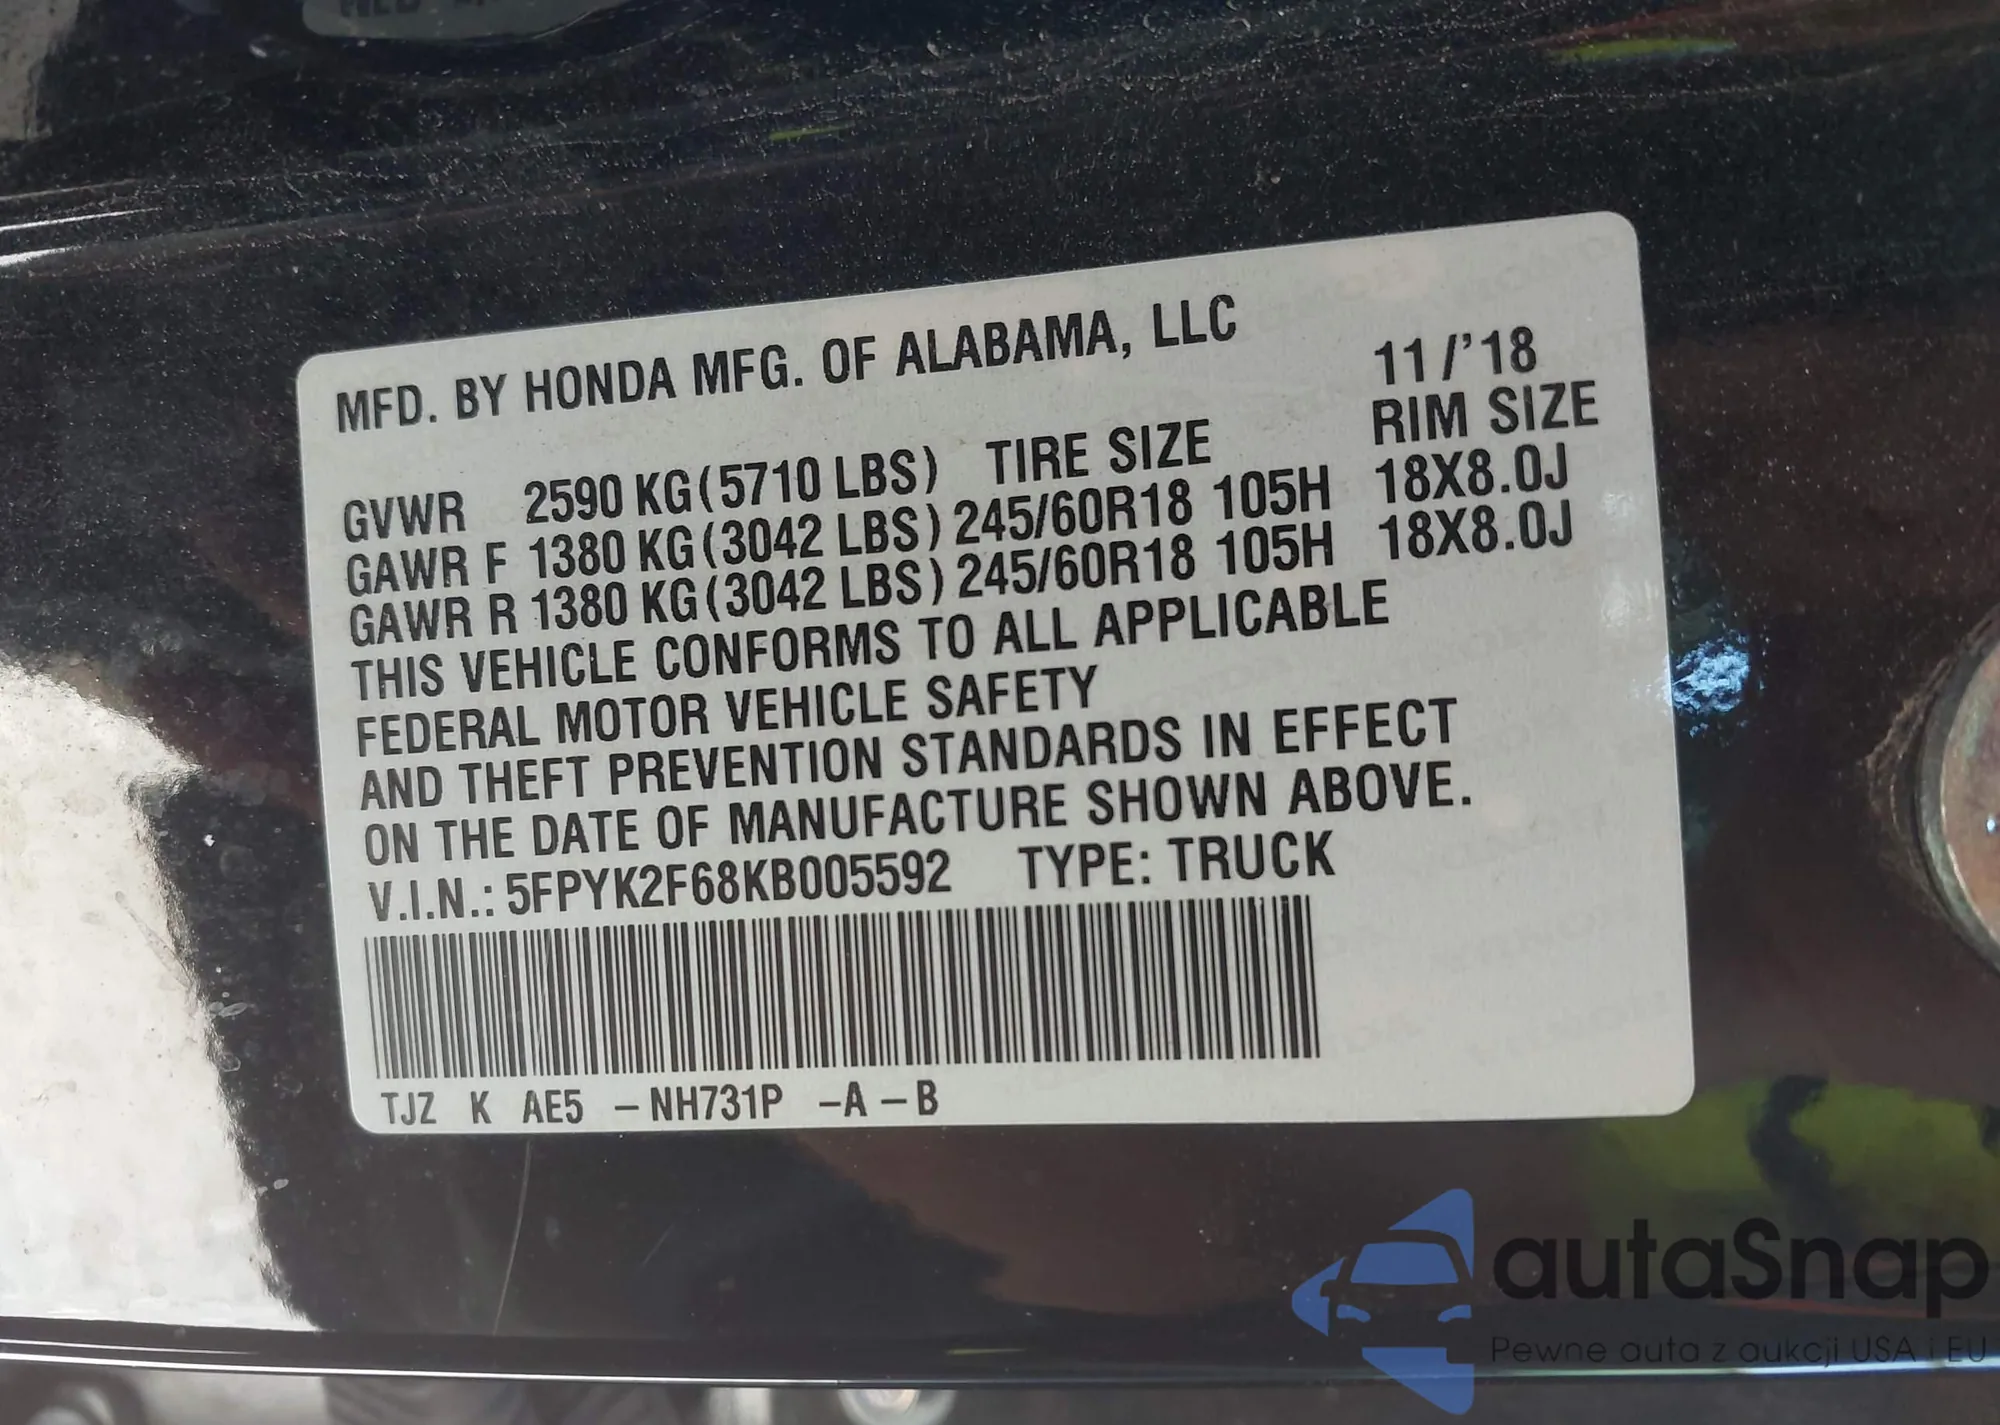 MFD. BY HONDA MFG. OF ALABAMA, LLC
11/'18
GVWR 2590 KG(5710 LBS) TIRE SIZE RIM SIZE
GAWR F 1380 KG(3042 LBS) 245/60R18 105H 18X8.0J
GAWR R 1380 KG(3042 LBS) 245/60R18 105H 18X8.0J
THIS VEHICLE CONFORMS TO ALL APPLICABLE
FEDERAL MOTOR VEHICLE SAFETY
AND THEFT PREVENTION STANDARDS IN EFFECT
ON THE DATE OF MANUFACTURE SHOWN ABOVE.
V.I.N.: 5FPYK2F68KB005592 TYPE: TRUCK
TJZ K AE5 –NH731P –A –B
autaSnap
Pewne auta z aukcji USA i EU